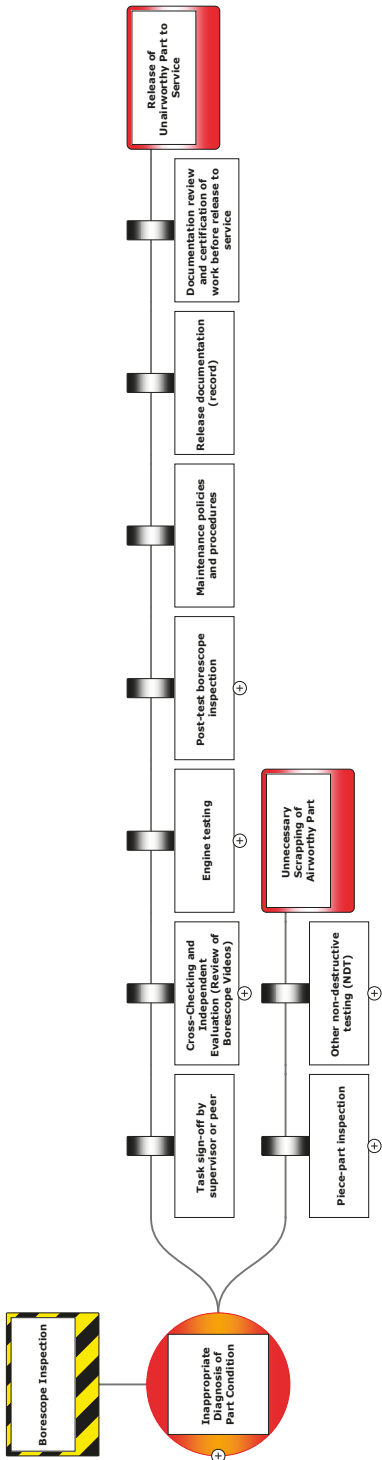 Borescope Inspection
Inappropriate
Diagnosis of
Part Condition
Task sign-off by
supervisor or peer
Cross-Checking and
Independent
Evaluation (Review of
Borescope Videos)
Engine testing
Post-test borescope
inspection
Maintenance policies
and procedures
Release documentation
(record)
Documentation review
and certification of
work before release to
service
Release of
Unairworthy Part to
Service
Piece-part inspection
Other non-destructive
testing (NDT)
Unnecessary
Scrapping of
Airworthy Part